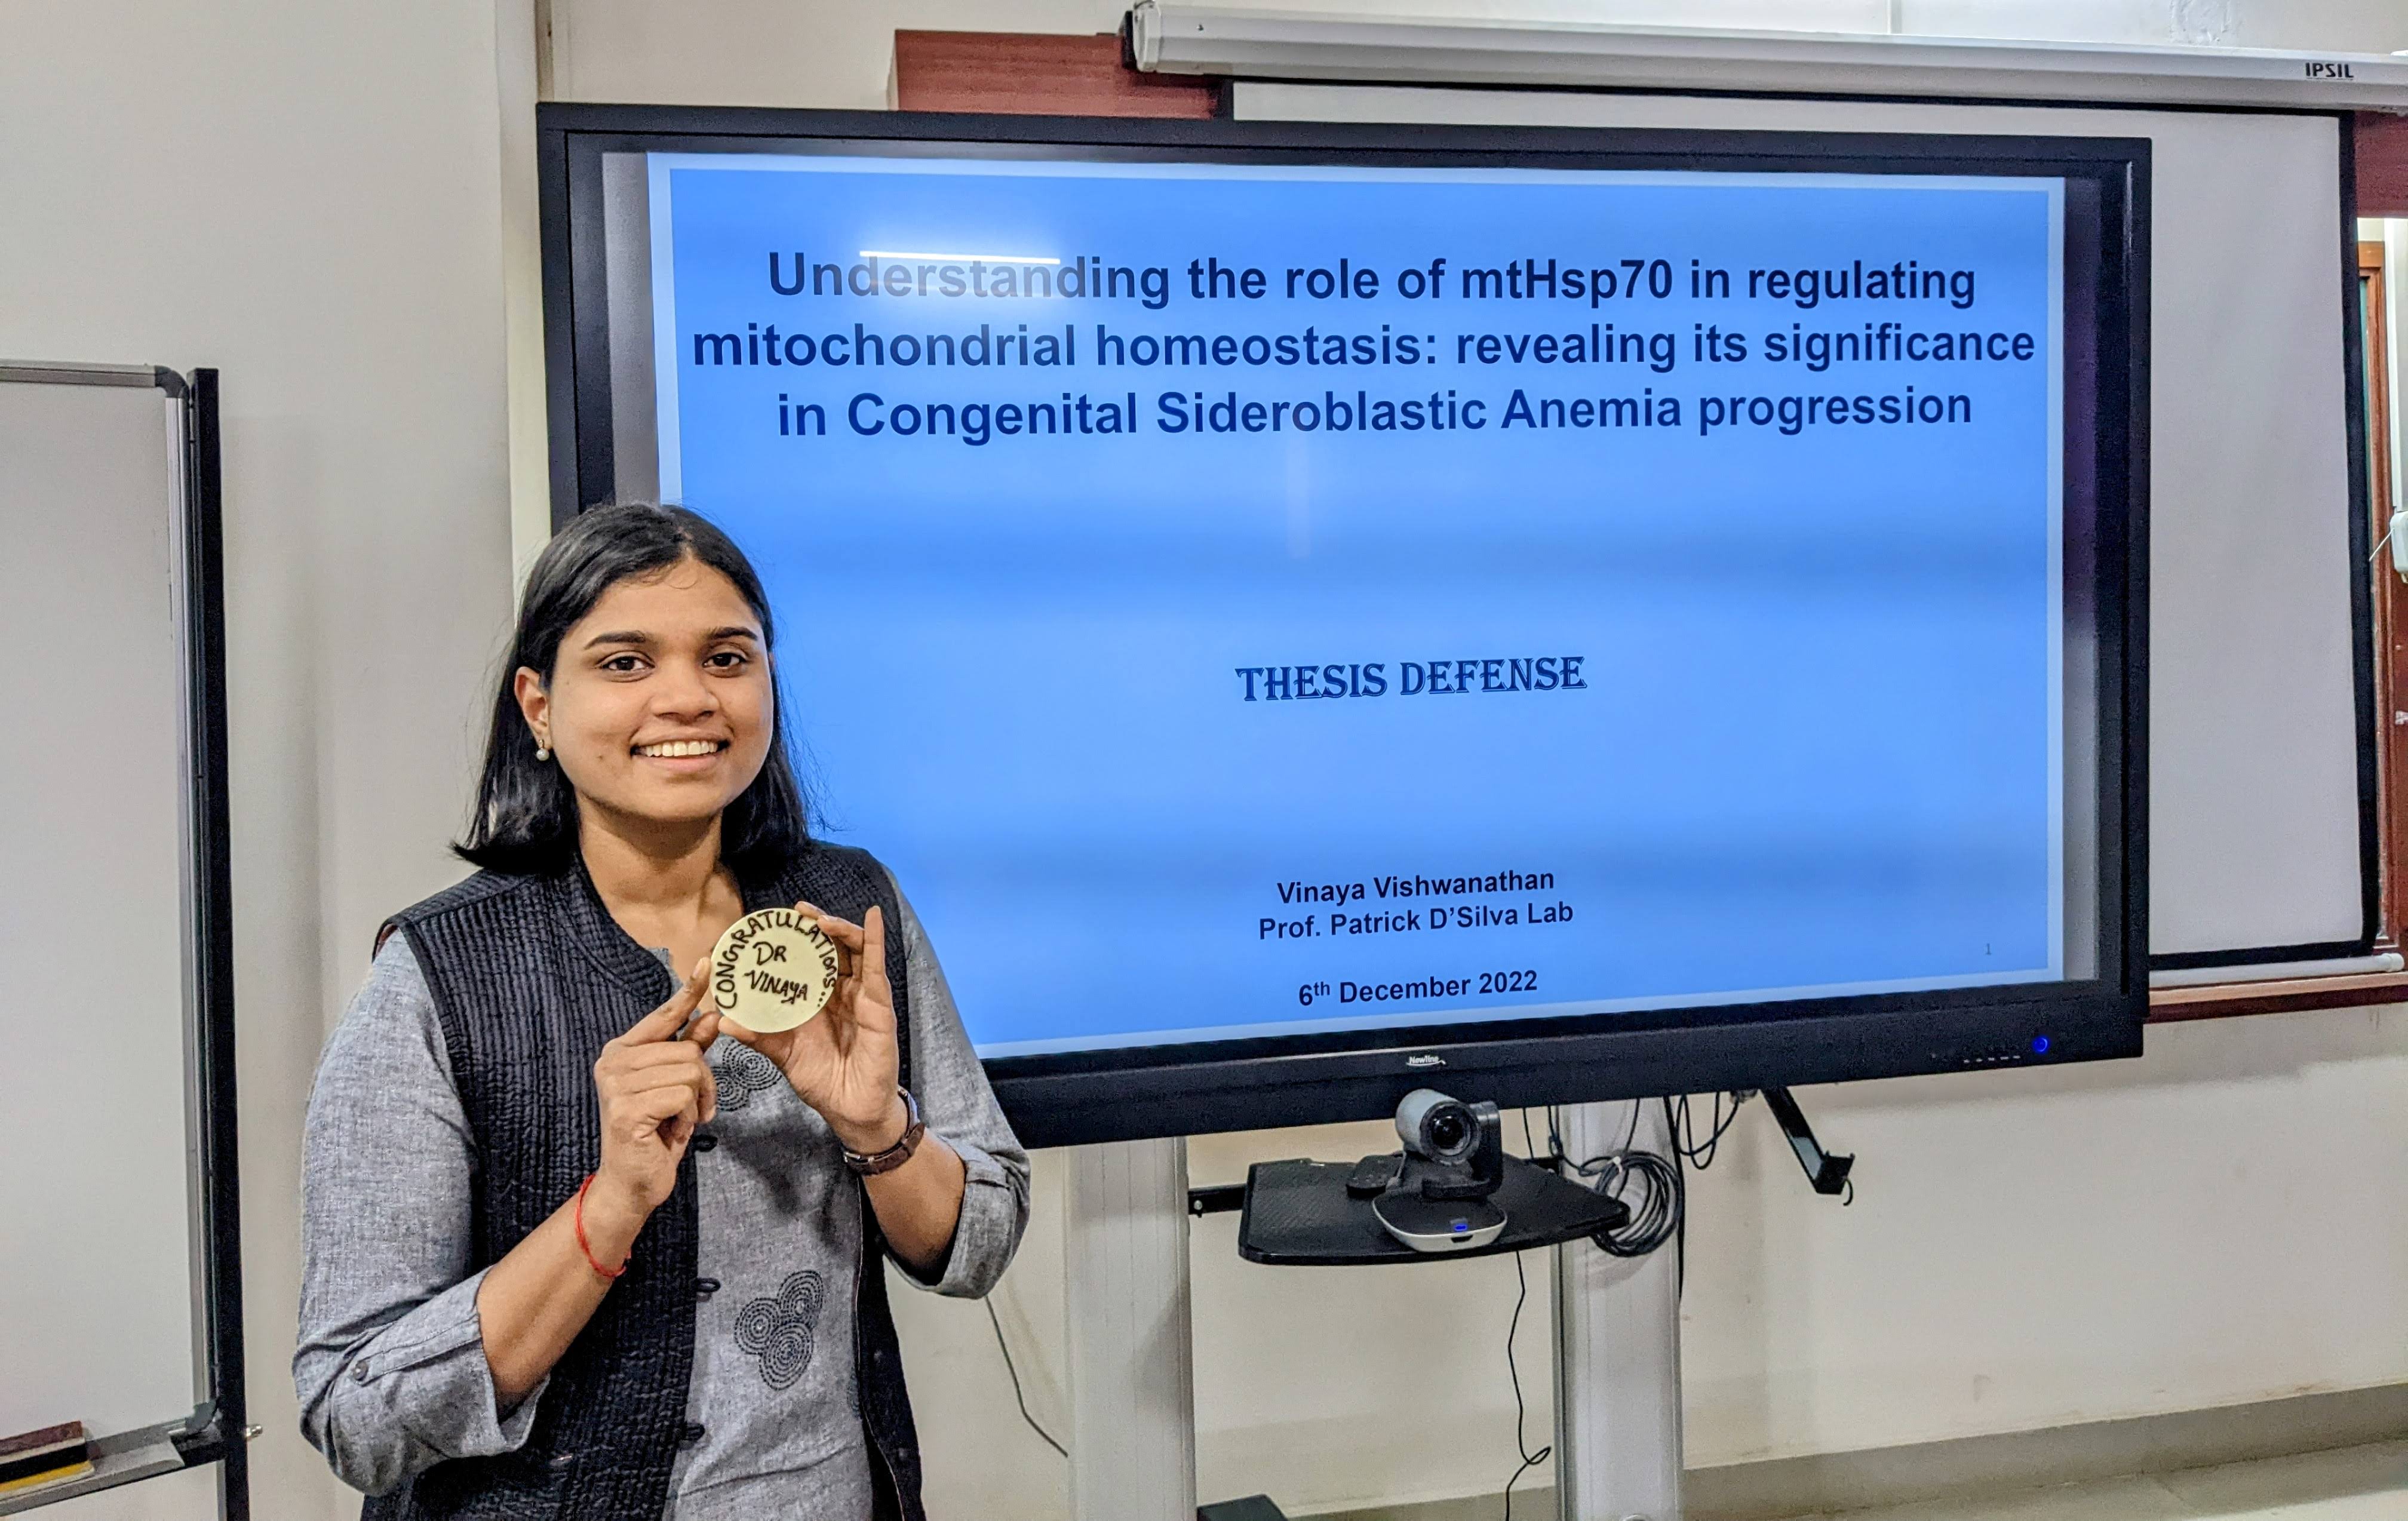 IPSIL
Understanding the role of mtHsp70 in regulating
mitochondrial homeostasis: revealing its significance
in Congenital Sideroblastic Anemia progression
THESIS DEFENSE
Vinaya Vishwanathan
Prof. Patrick D'Silva Lab
6th December 2022
1
CONGRATULATIONS...
DR
VINAYA
Newline